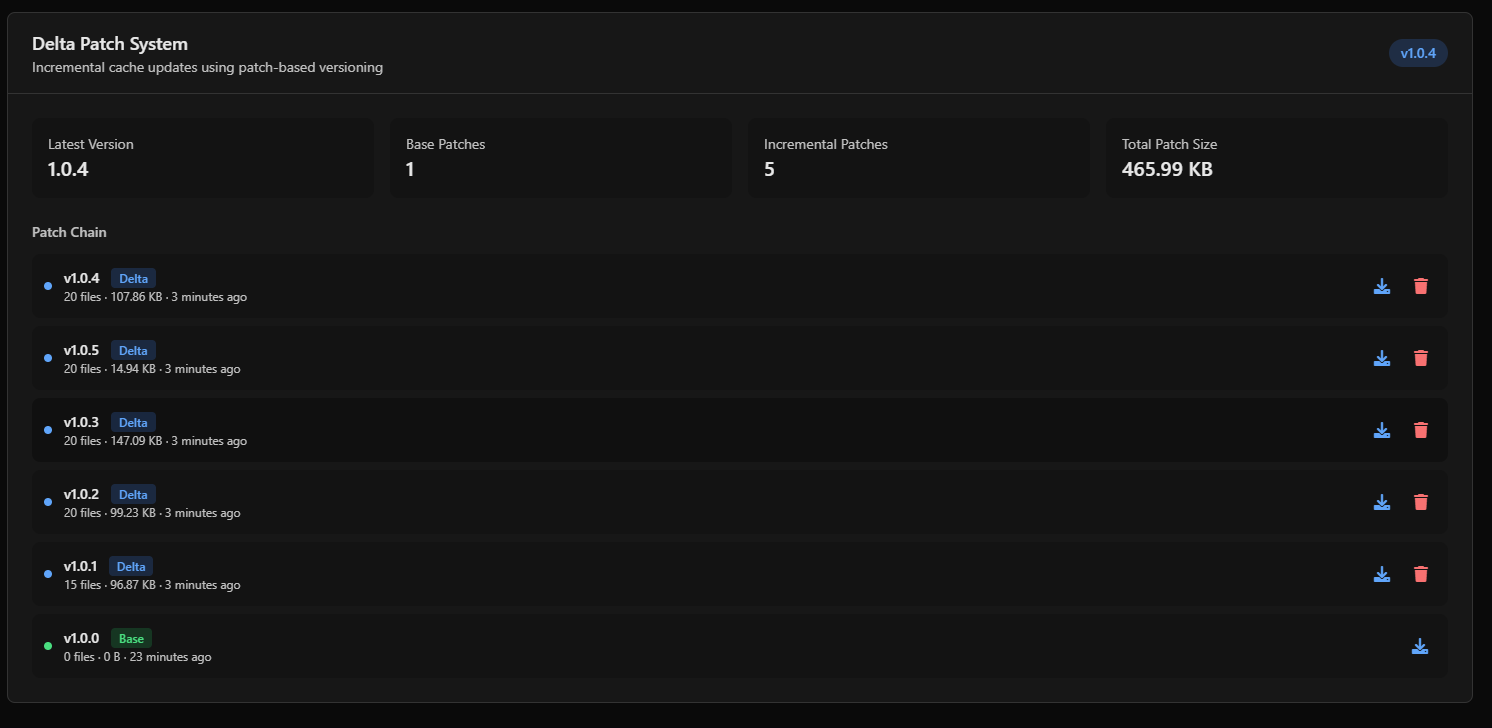 Delta Patch System
Incremental cache updates using patch-based versioning
v1.0.4
Latest Version
1.0.4
Base Patches
1
Incremental Patches
5
Total Patch Size
465.99 KB
Patch Chain
v1.0.4 Delta
20 files · 107.86 KB · 3 minutes ago
v1.0.5 Delta
20 files · 14.94 KB · 3 minutes ago
v1.0.3 Delta
20 files · 147.09 KB · 3 minutes ago
v1.0.2 Delta
20 files · 99.23 KB · 3 minutes ago
v1.0.1 Delta
15 files · 96.87 KB · 3 minutes ago
v1.0.0 Base
0 files · 0 B · 23 minutes ago